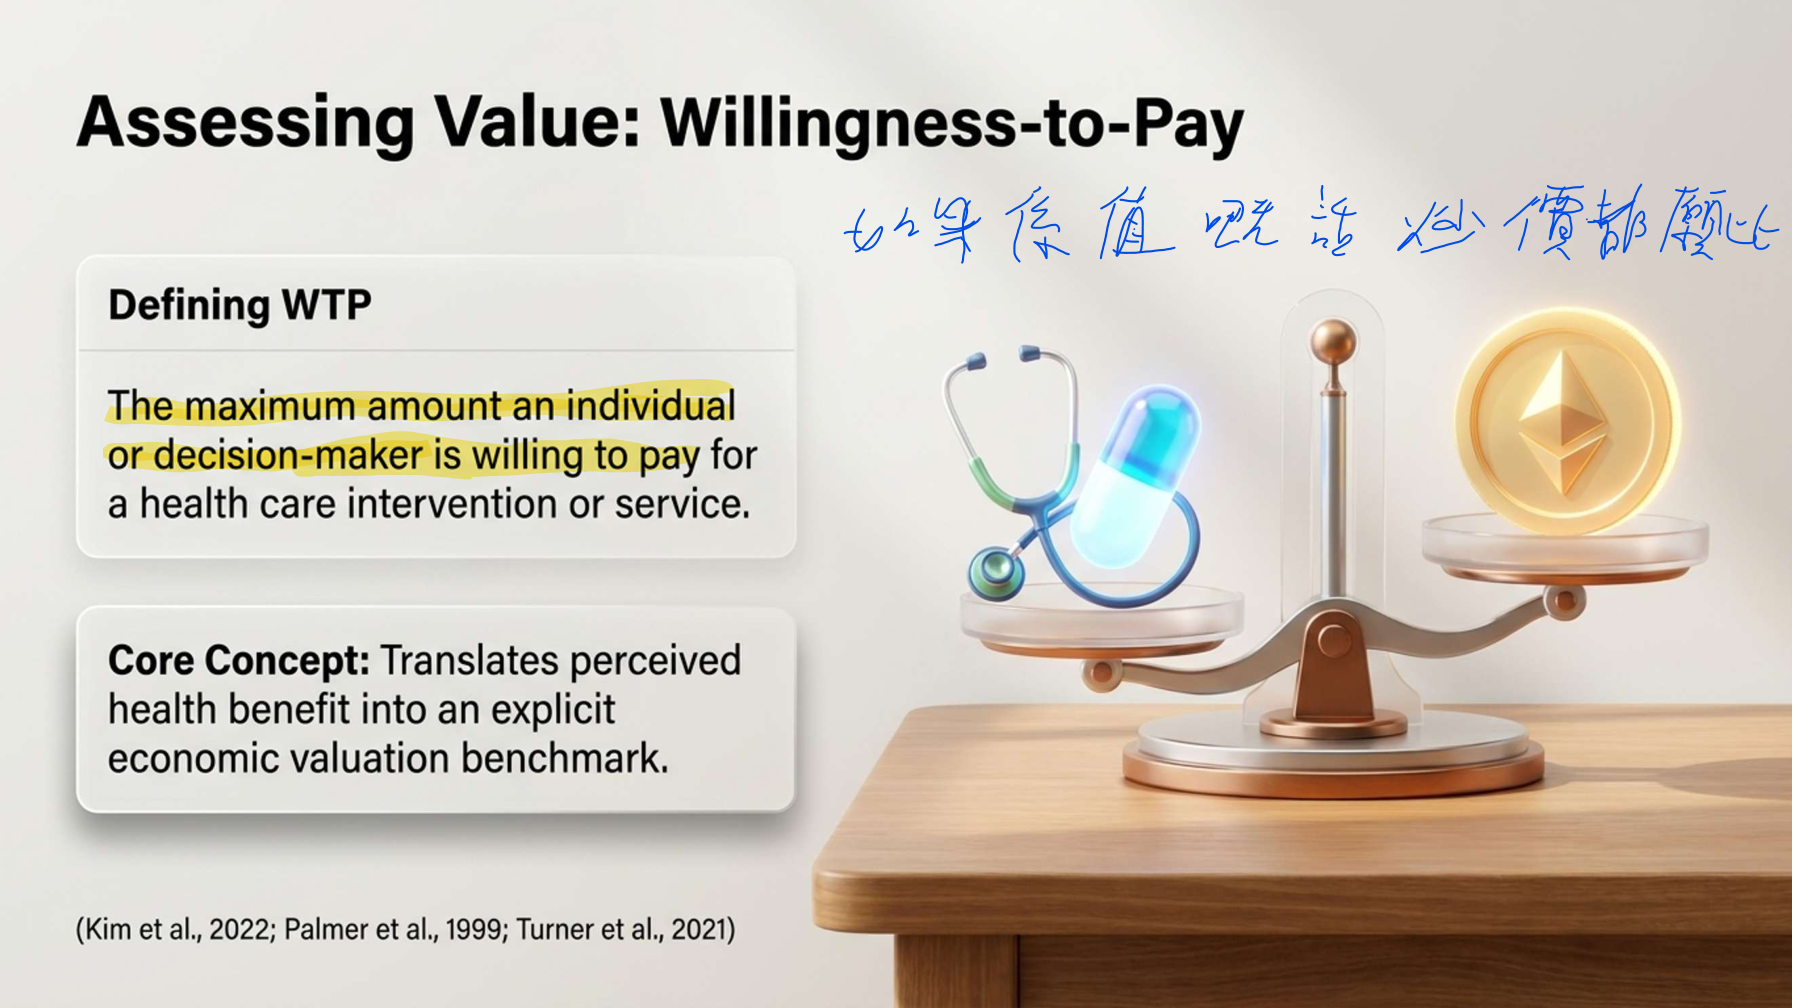 Assessing Value: Willingness-to-Pay
如果係值嘅話 幾多價都願比
Defining WTP
The maximum amount an individual
or decision-maker is willing to pay for
a health care intervention or service.
Core Concept: Translates perceived
health benefit into an explicit
economic valuation benchmark.
(Kim et al., 2022; Palmer et al., 1999; Turner et al., 2021)